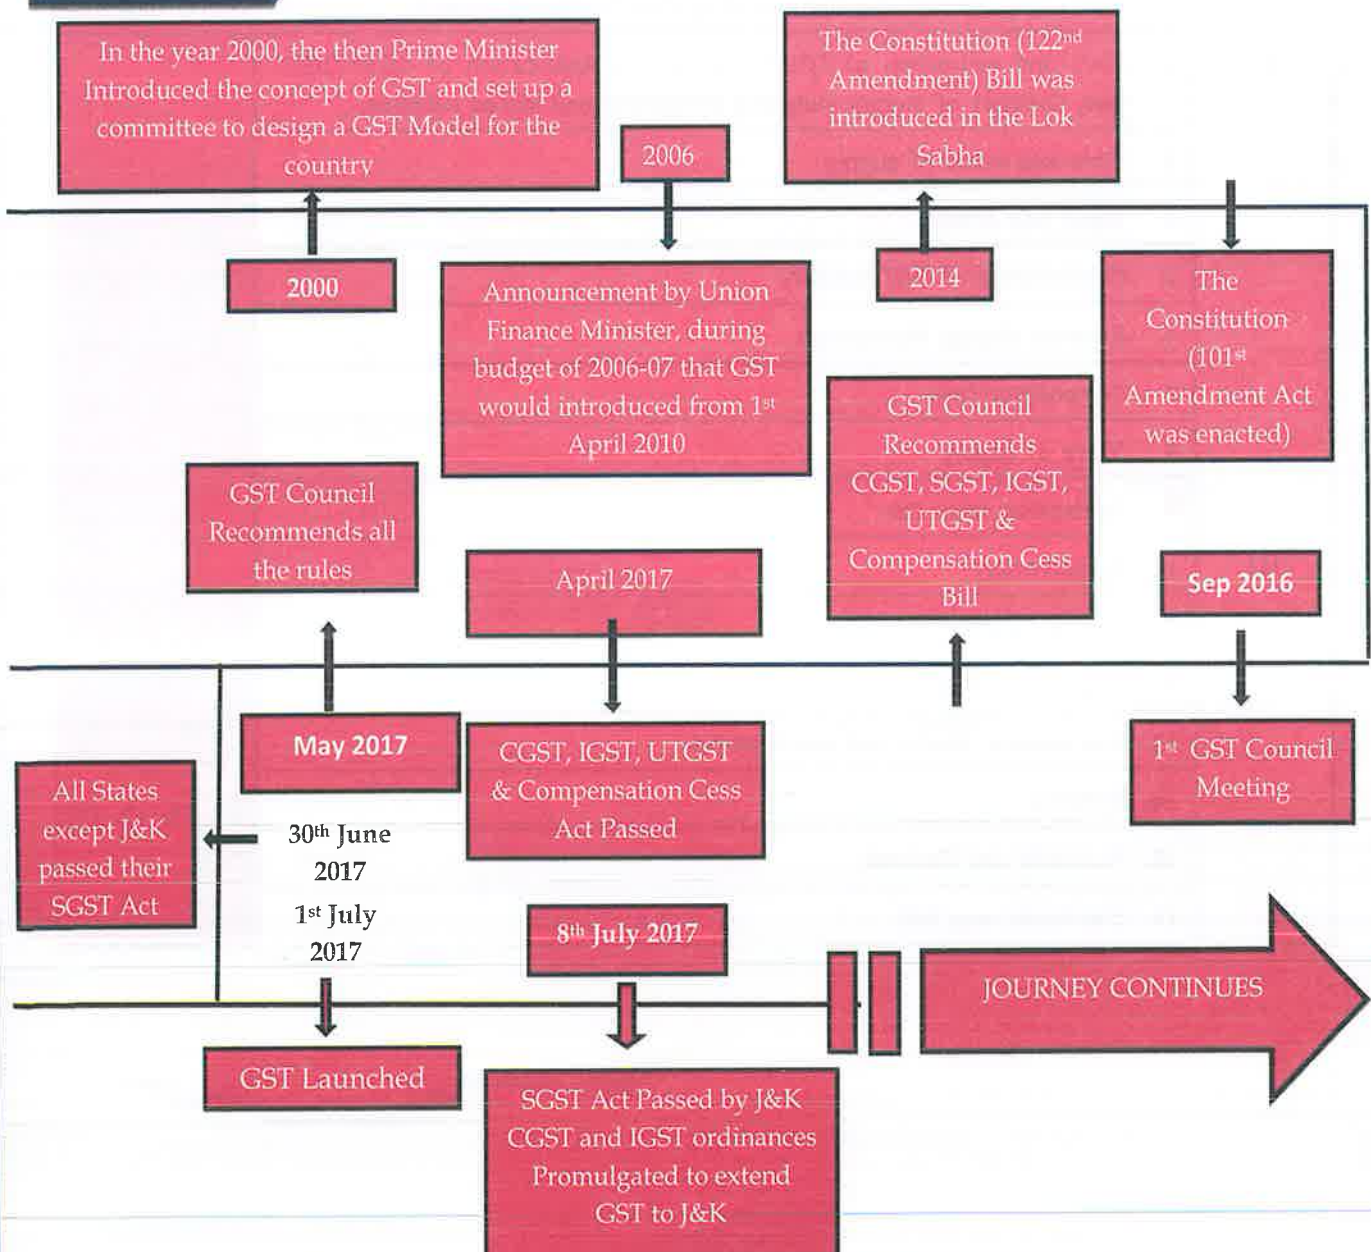 In the year 2000, the then Prime Minister
Introduced the concept of GST and set up a
committee to design a GST Model for the
country
2000
2006
Announcement by Union
Finance Minister, during
budget of 2006-07 that GST
would introduced from 1st
April 2010
The Constitution (122nd
Amendment) Bill was
introduced in the Lok
Sabha
2014
The
Constitution
(101st
Amendment Act
was enacted)
Sep 2016
1st GST Council
Meeting
GST Council
Recommends
CGST, SGST, IGST,
UTGST &
Compensation Cess
Bill
April 2017
CGST, IGST, UTGST
& Compensation Cess
Act Passed
GST Council
Recommends all
the rules
May 2017
30th June
2017
All States
except J&K
passed their
SGST Act
1st July
2017
GST Launched
8th July 2017
SGST Act Passed by J&K
CGST and IGST ordinances
Promulgated to extend
GST to J&K
JOURNEY CONTINUES